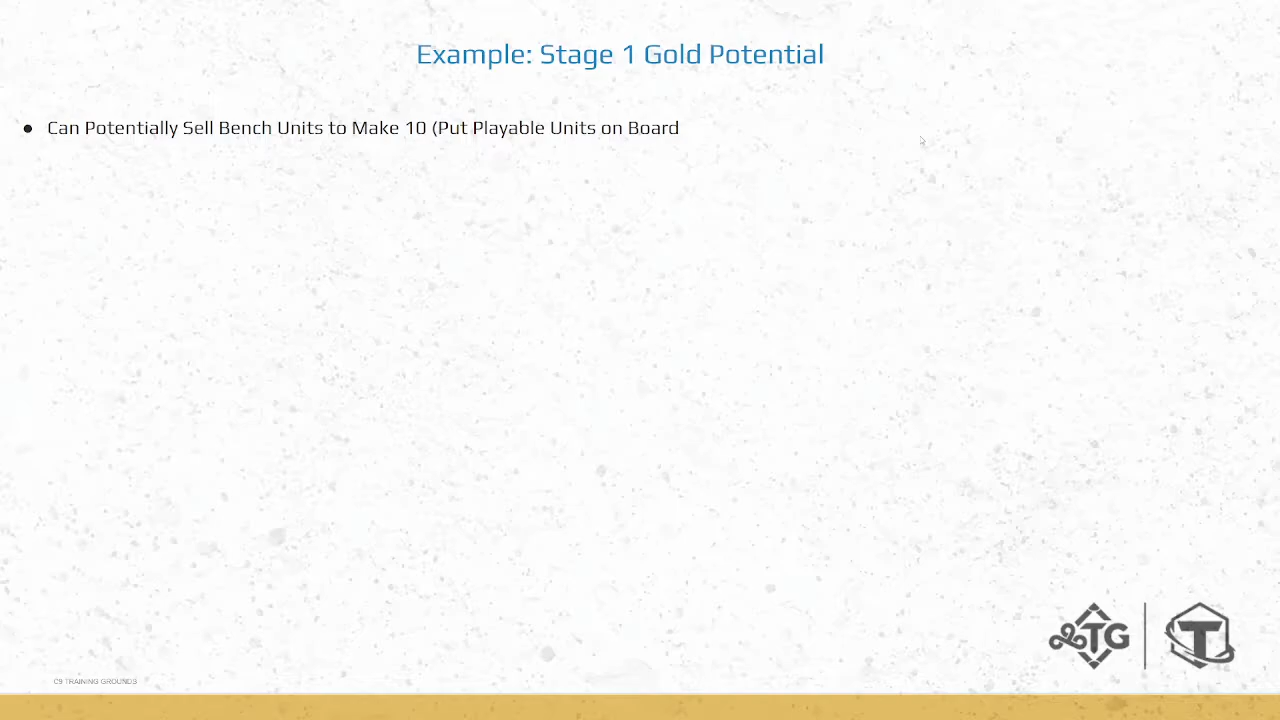 Example: Stage 1 Gold Potential
● Can Potentially Sell Bench Units to Make 10 (Put Playable Units on Board
TG T
C9 TRAINING GROUNDS